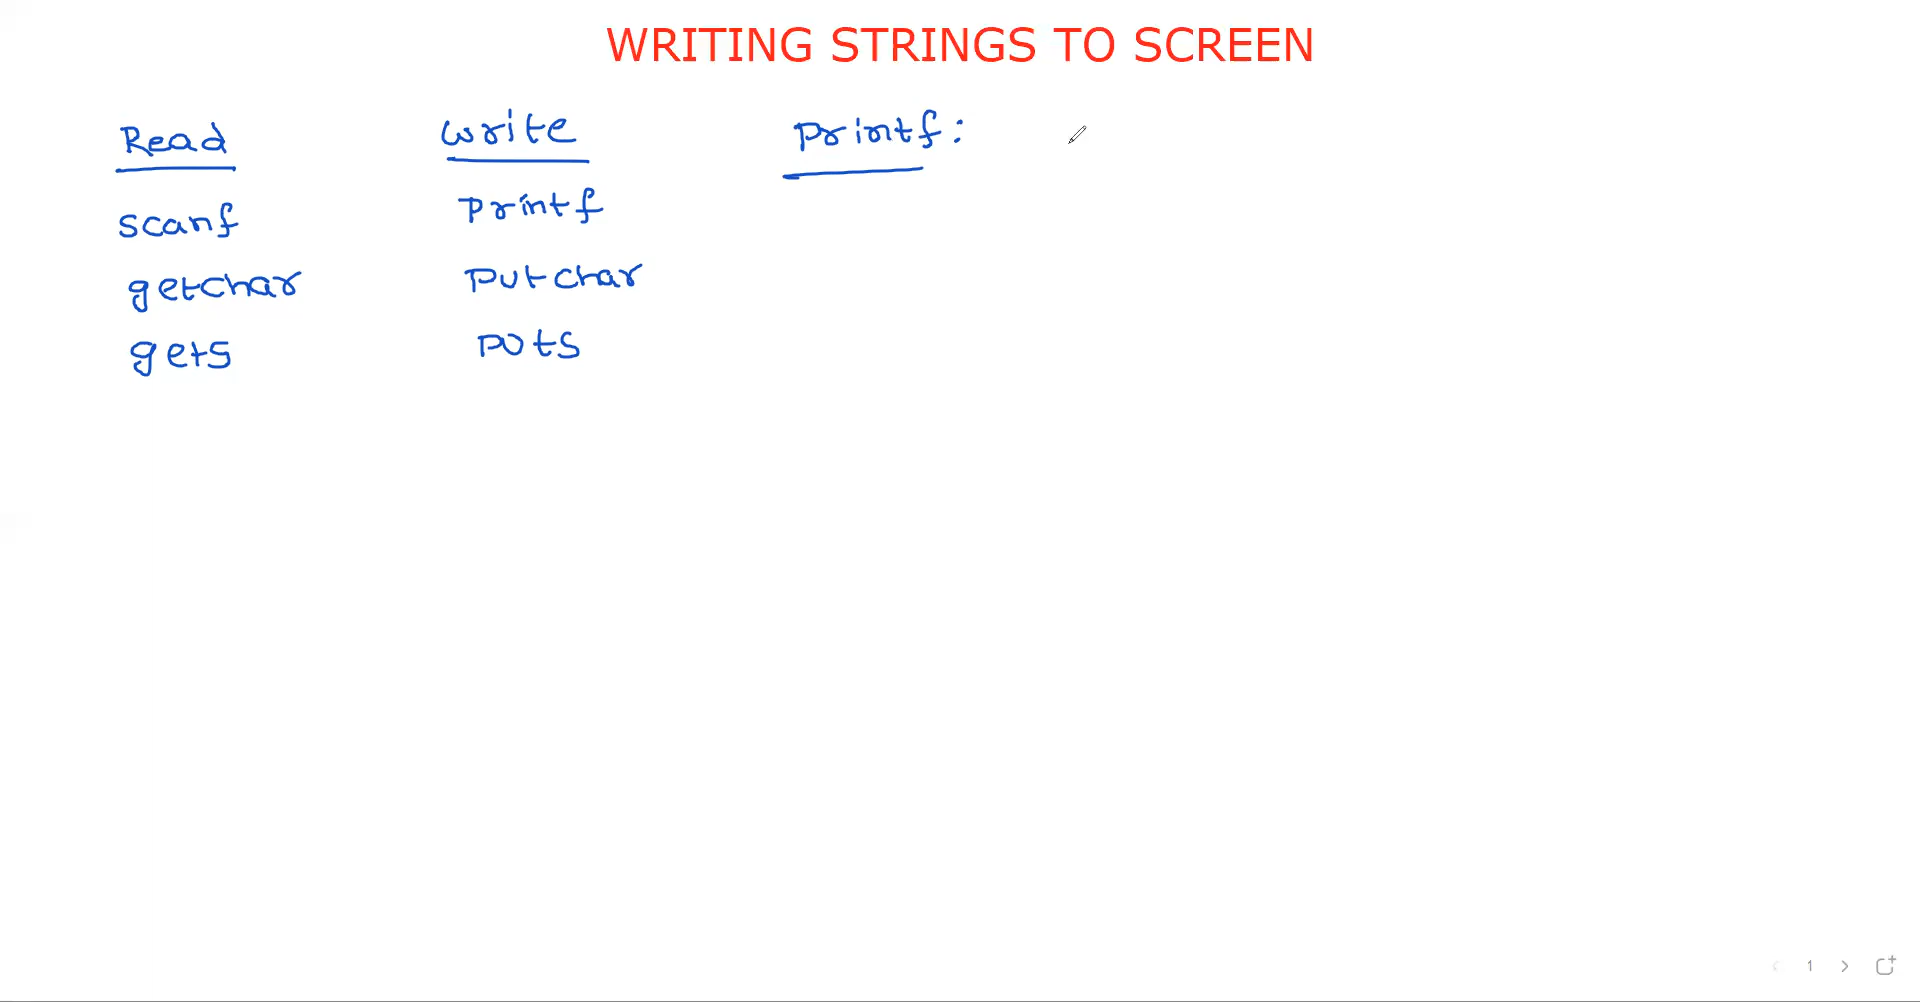 WRITING STRINGS TO SCREEN
Read
scanf
getchar
gets
write
printf
putchar
puts
printf:
1